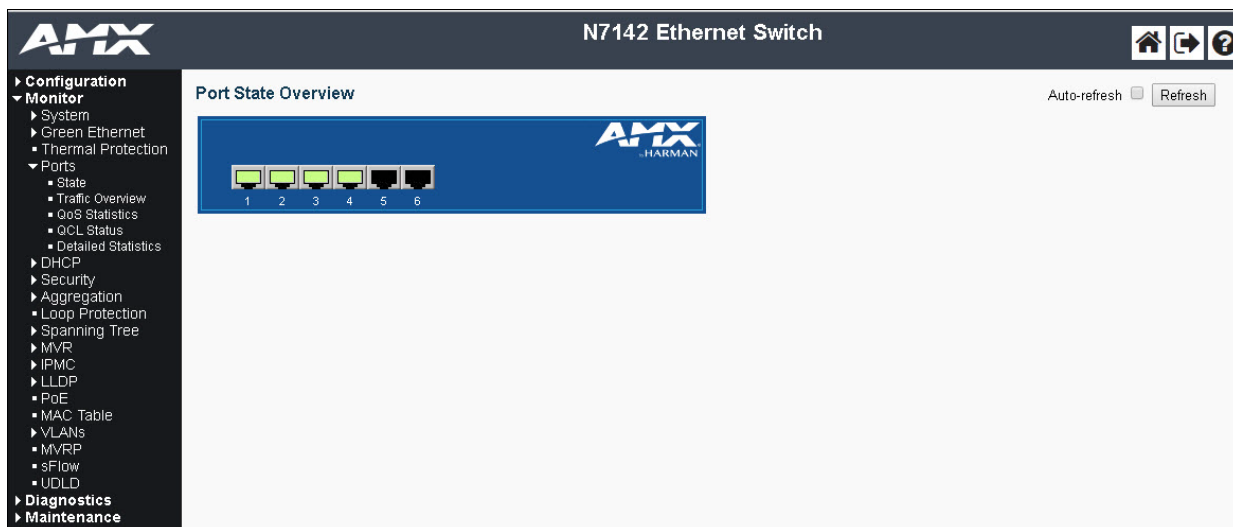 AMX
N7142 Ethernet Switch
Configuration
Monitor
System
Green Ethernet
Thermal Protection
Ports
State
Traffic Overview
QoS Statistics
QCL Status
Detailed Statistics
DHCP
Security
Aggregation
Loop Protection
Spanning Tree
MVR
IPMC
LLDP
PoE
MAC Table
VLANs
MVRP
sFlow
UDLD
Diagnostics
Maintenance
Port State Overview
Auto-refresh Refresh
AMX
by HARMAN
1 2 3 4 5 6